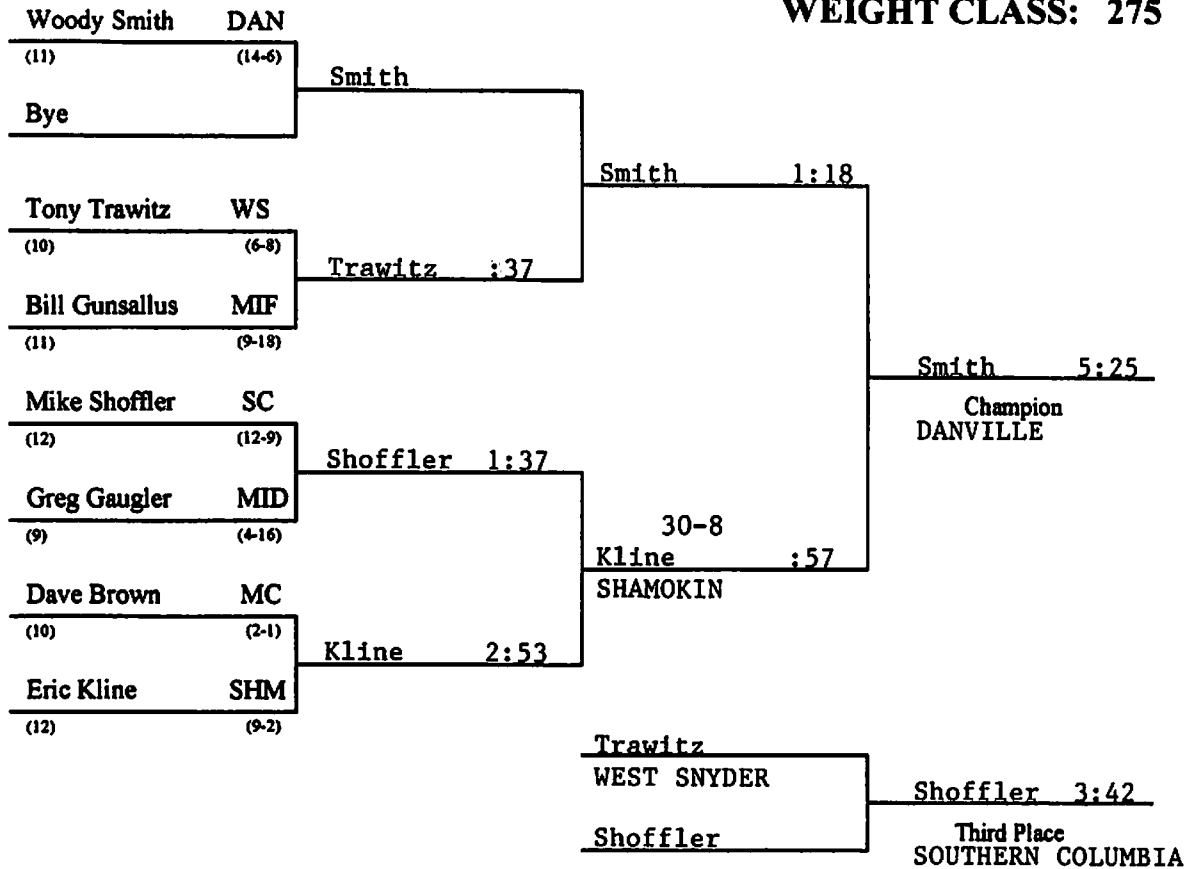 WEIGHT CLASS: 275
Woody Smith DAN
(11) (14-6)
Smith
Bye
Smith 1:18
Tony Trawitz WS
(10) (6-8)
Trawitz :37
Bill Gunsallus MIF
(11) (9-18)
Smith 5:25
Champion
DANVILLE
Mike Shoffler SC
(12) (12-9)
Shoffler 1:37
Greg Gaugler MID
(9) (4-16)
30-8
Kline :57
SHAMOKIN
Dave Brown MC
(10) (2-1)
Kline 2:53
Eric Kline SHM
(12) (9-2)
Trawitz
WEST SNYDER
Shoffler 3:42
Third Place
SOUTHERN COLUMBIA
Shoffler